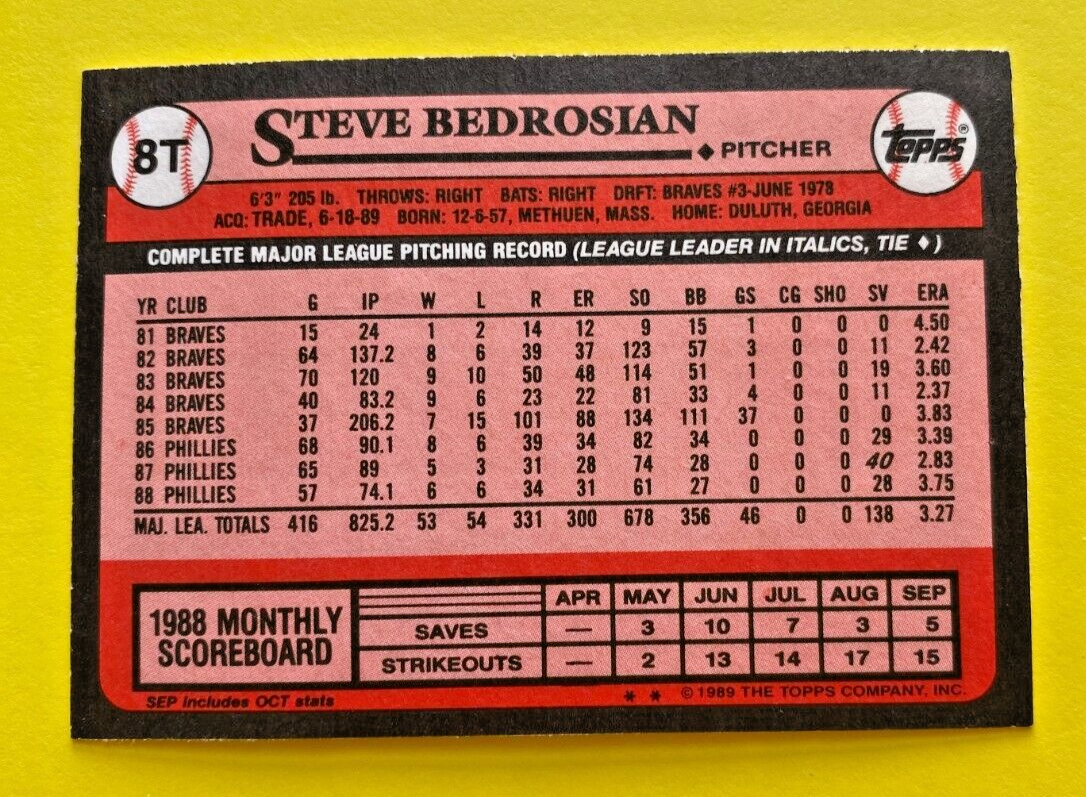 8T
STEVE BEDROSIAN
♦ PITCHER
TOPPS®
6'3" 205 lb. THROWS: RIGHT BATS: RIGHT DRFT: BRAVES #3-JUNE 1978
ACQ: TRADE, 6-18-89 BORN: 12-6-57, METHUEN, MASS. HOME: DULUTH, GEORGIA
COMPLETE MAJOR LEAGUE PITCHING RECORD (LEAGUE LEADER IN ITALICS, TIE ♦)
YR CLUB G IP W L R ER SO BB GS CG SHO SV ERA
81 BRAVES 15 24 1 2 14 12 9 15 1 0 0 0 4.50
82 BRAVES 64 137.2 8 6 39 37 123 57 3 0 0 11 2.42
83 BRAVES 70 120 9 10 50 48 114 51 1 0 0 19 3.60
84 BRAVES 40 83.2 9 6 23 22 81 33 4 0 0 11 2.37
85 BRAVES 37 206.2 7 15 101 88 134 111 37 0 0 0 3.83
86 PHILLIES 68 90.1 8 6 39 34 82 34 0 0 0 29 3.39
87 PHILLIES 65 89 5 3 31 28 74 28 0 0 0 40 2.83
88 PHILLIES 57 74.1 6 6 34 31 61 27 0 0 0 28 3.75
MAJ. LEA. TOTALS 416 825.2 53 54 331 300 678 356 46 0 0 138 3.27
1988 MONTHLY
SCOREBOARD
APR MAY JUN JUL AUG SEP
SAVES — 3 10 7 3 5
STRIKEOUTS — 2 13 14 17 15
SEP includes OCT stats
* * © 1989 THE TOPPS COMPANY, INC.